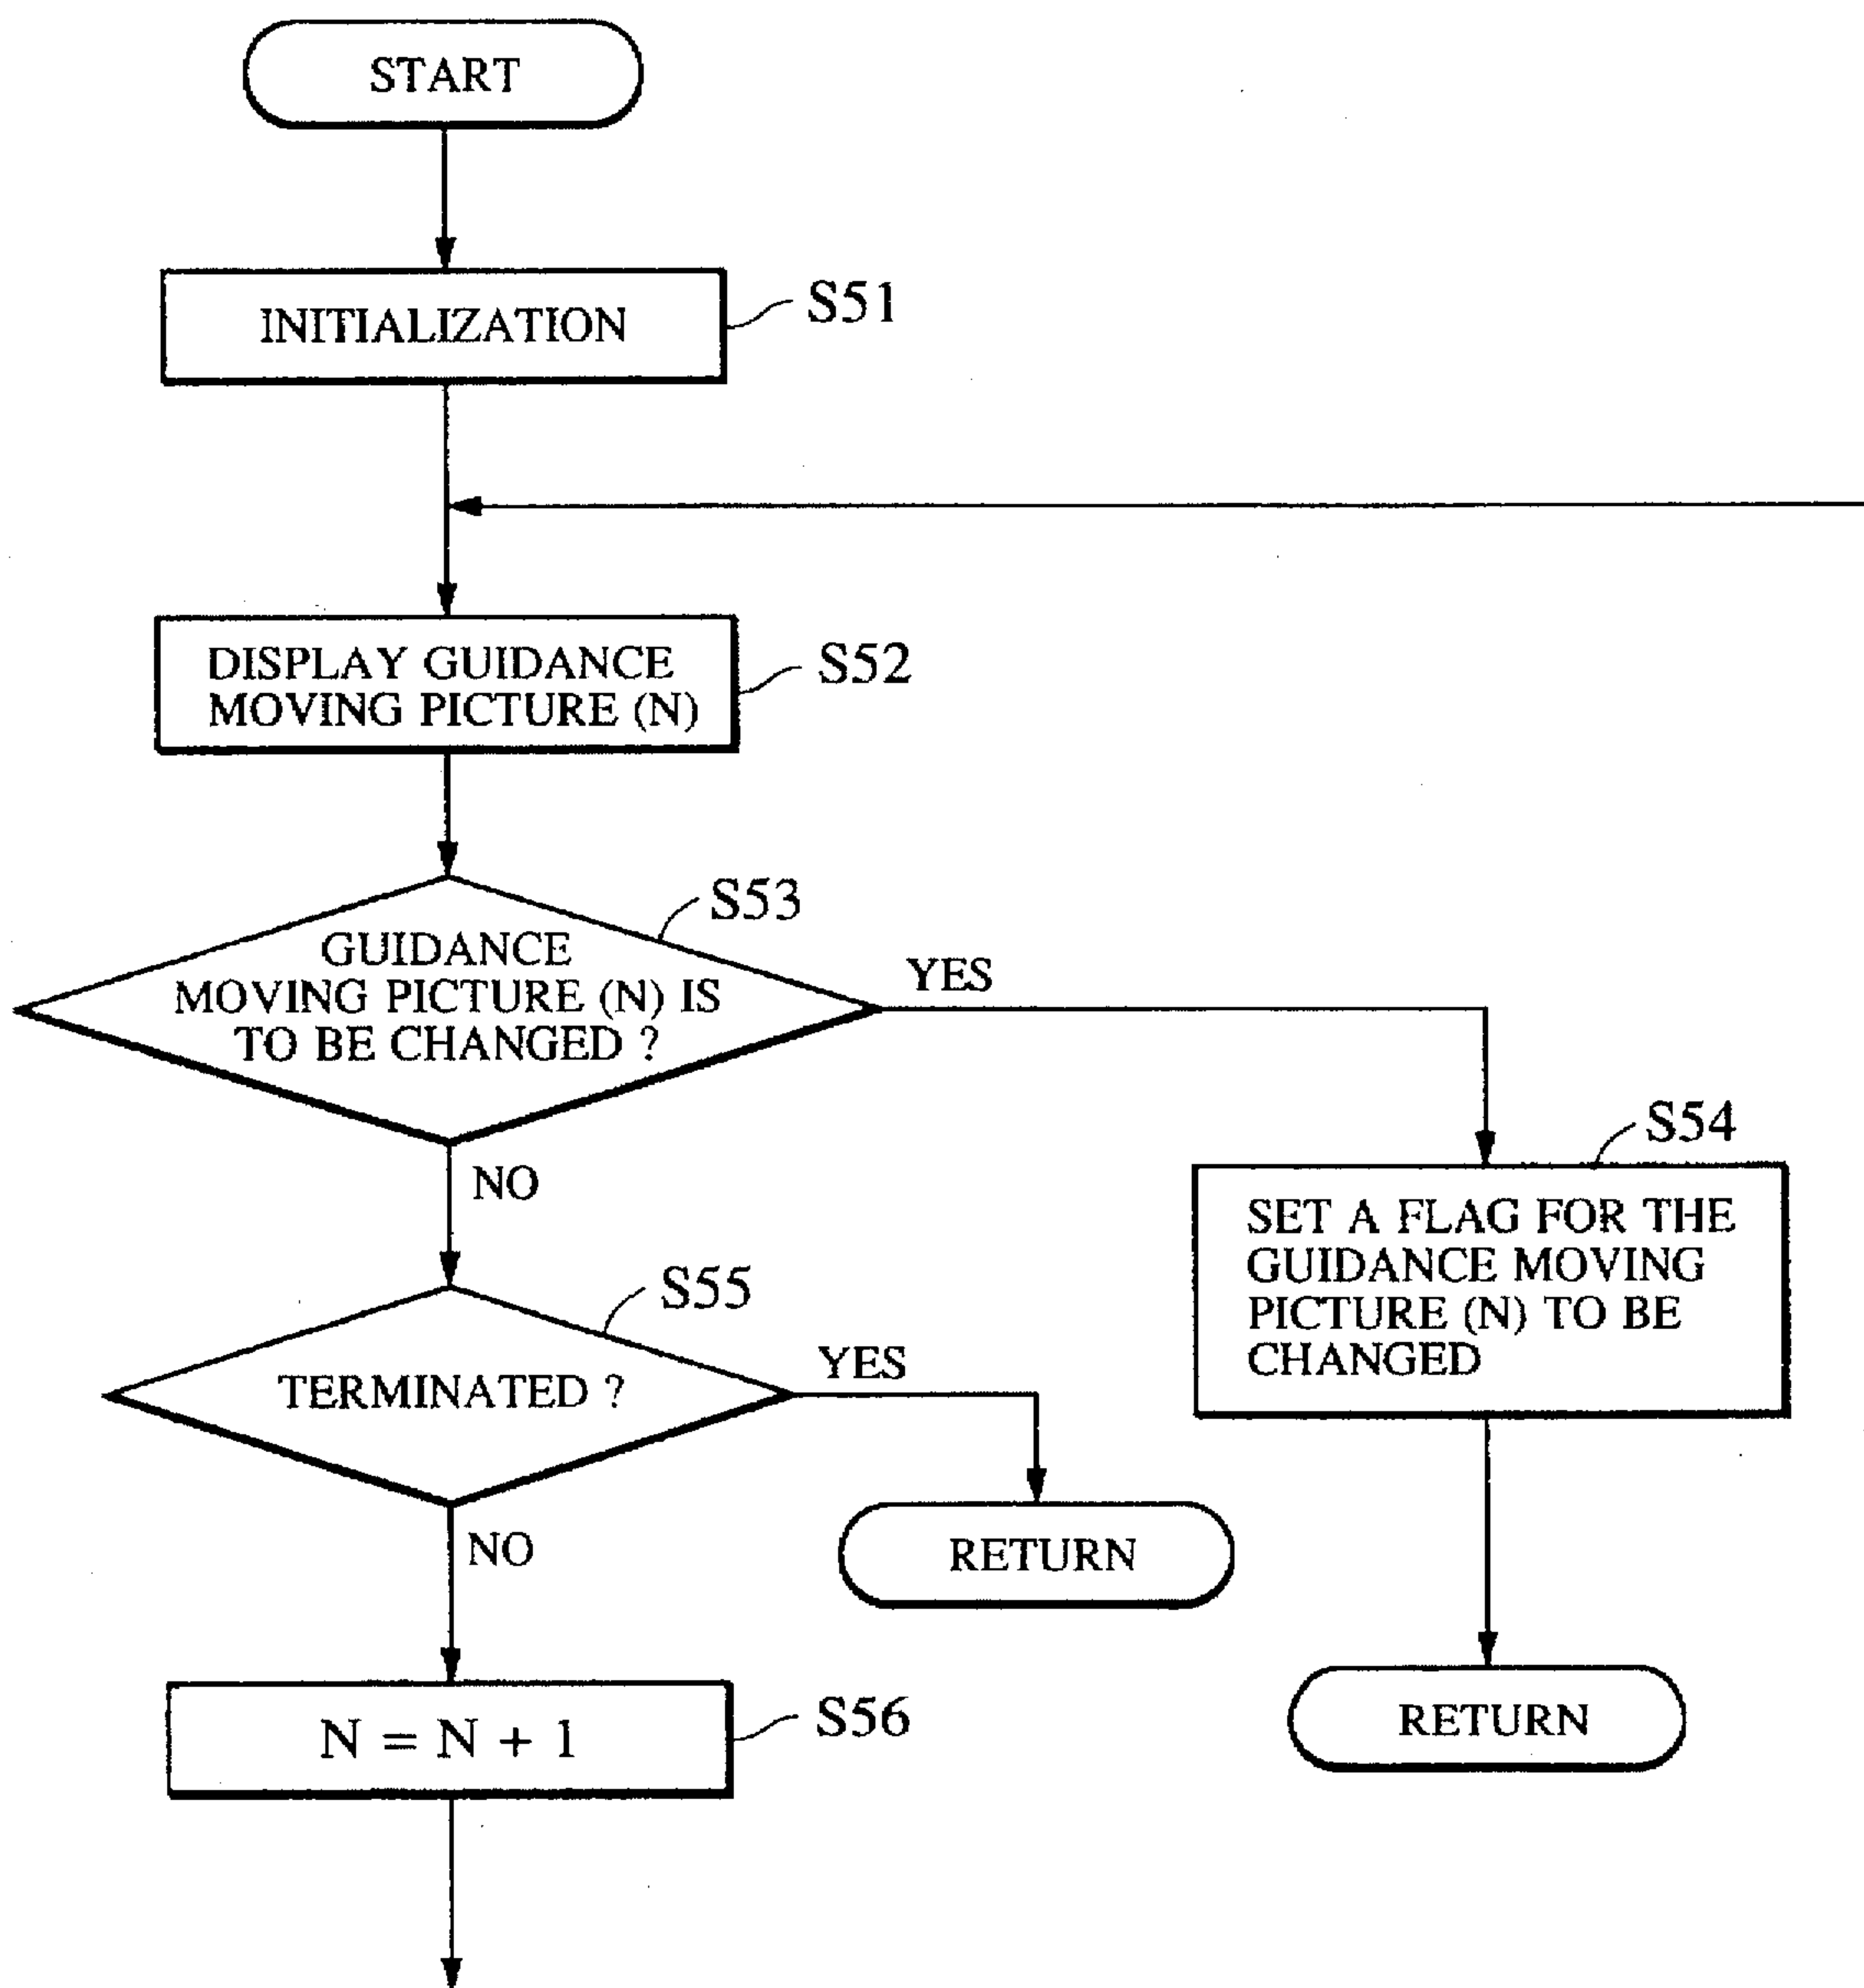 START
INITIALIZATION
S51
DISPLAY GUIDANCE
MOVING PICTURE (N)
S52
S53
GUIDANCE
MOVING PICTURE (N) IS
TO BE CHANGED ?
YES
NO
S54
SET A FLAG FOR THE
GUIDANCE MOVING
PICTURE (N) TO BE
CHANGED
S55
TERMINATED ?
YES
NO
RETURN
RETURN
N = N + 1
S56